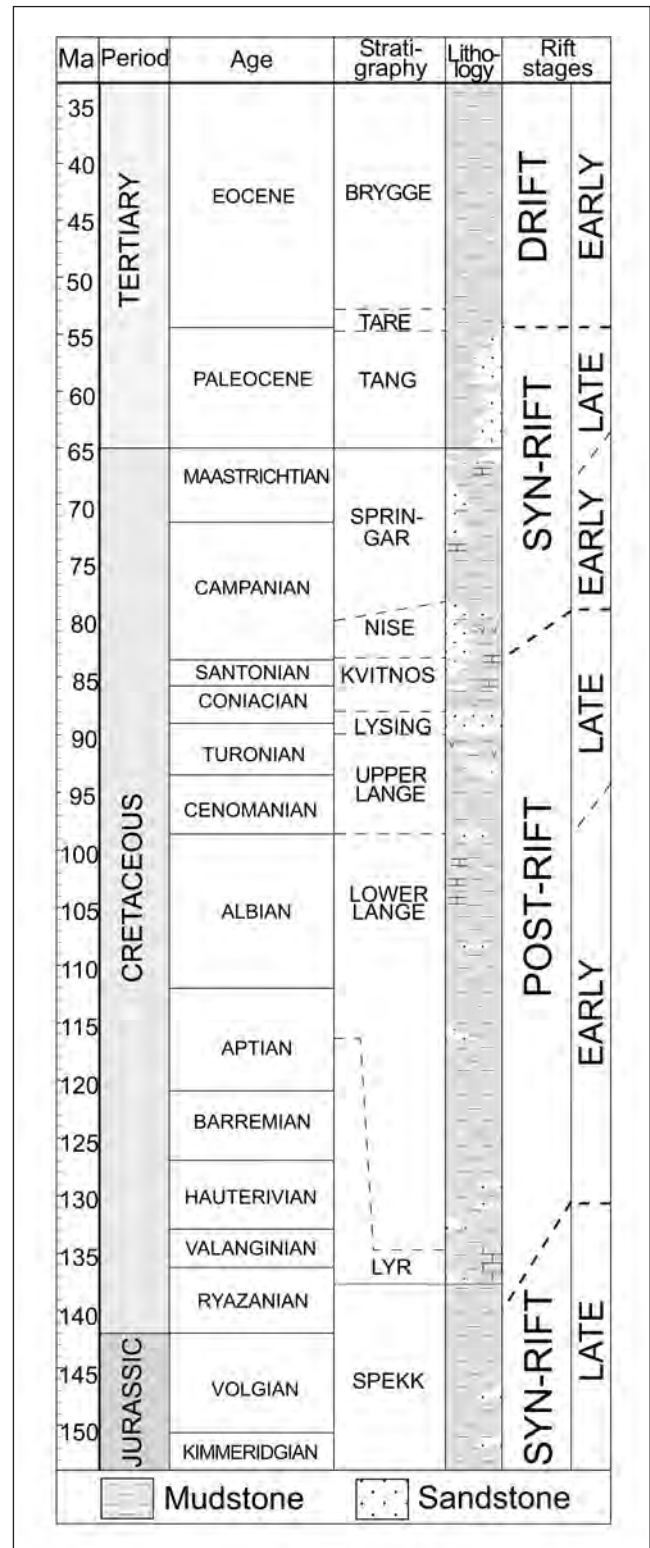 Ma Period Age Strati-
graphy Litho-
logy Rift
stages
35
40
45
50
55
60
65
70
75
80
85
90
95
100
105
110
115
120
125
130
135
140
145
150
TERTIARY
CRETACEOUS
JURASSIC
EOCENE
PALEOCENE
MAASTRICHTIAN
CAMPANIAN
SANTONIAN
CONIACIAN
TURONIAN
CENOMANIAN
ALBIAN
APTIAN
BARREMIAN
HAUTERIVIAN
VALANGINIAN
RYAZANIAN
VOLGIAN
KIMMERIDGIAN
BRYGGE
TARE
TANG
SPRIN-
GAR
NISE
KVITNOS
LYSING
UPPER
LANGE
LOWER
LANGE
LYR
SPEKK
DRIFT
SYN-RIFT
POST-RIFT
SYN-RIFT
EARLY
LATE
EARLY
LATE
EARLY
LATE
Mudstone
Sandstone